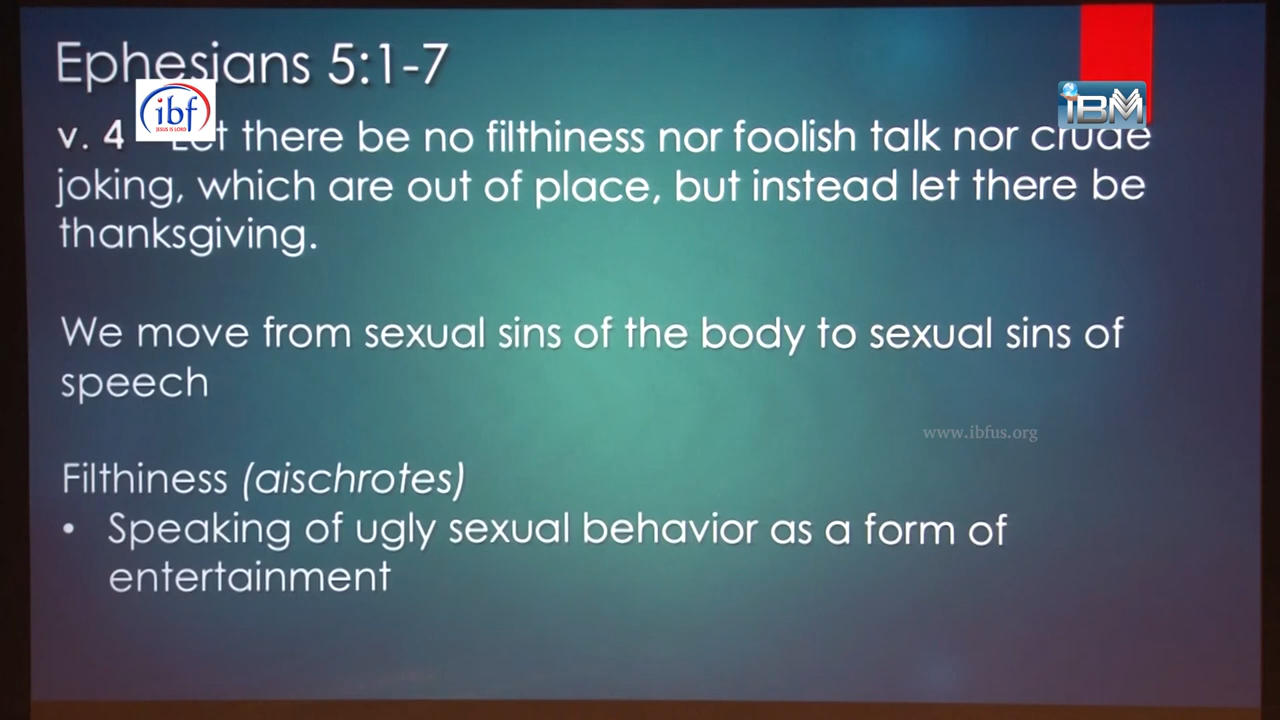 Ephesians 5:1-7
ibf
JESUS IS LORD
IBM
v. 4 Let there be no filthiness nor foolish talk nor crude
joking, which are out of place, but instead let there be
thanksgiving.
We move from sexual sins of the body to sexual sins of
speech
www.ibfus.org
Filthiness (aischrotes)
• Speaking of ugly sexual behavior as a form of
entertainment